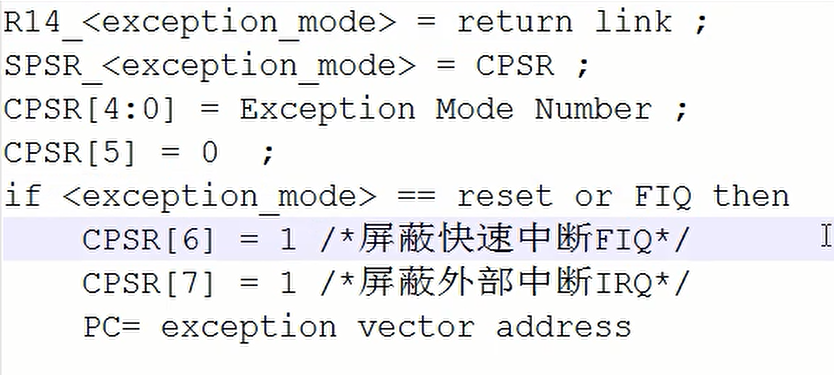 R14_<exception_mode> = return link ;
SPSR_<exception_mode> = CPSR ;
CPSR[4:0] = Exception Mode Number ;
CPSR[5] = 0  ;
if <exception_mode> == reset or FIQ then
    CPSR[6] = 1 /*屏蔽快速中断FIQ*/
    CPSR[7] = 1 /*屏蔽外部中断IRQ*/
    PC= exception vector address